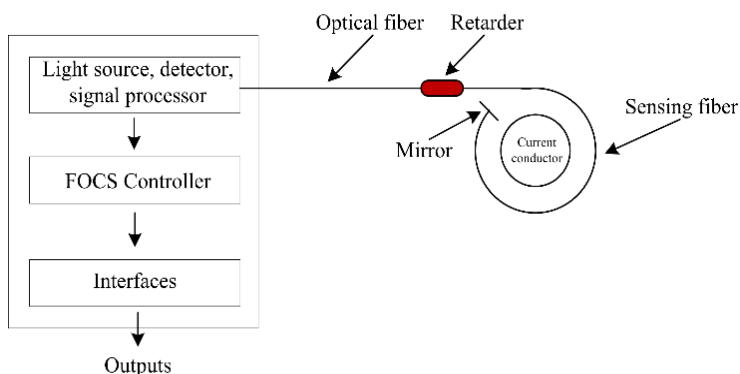 Optical fiber
Retarder
Light source, detector,
signal processor
Sensing fiber
Mirror
Current
conductor
FOCS Controller
Interfaces
Outputs